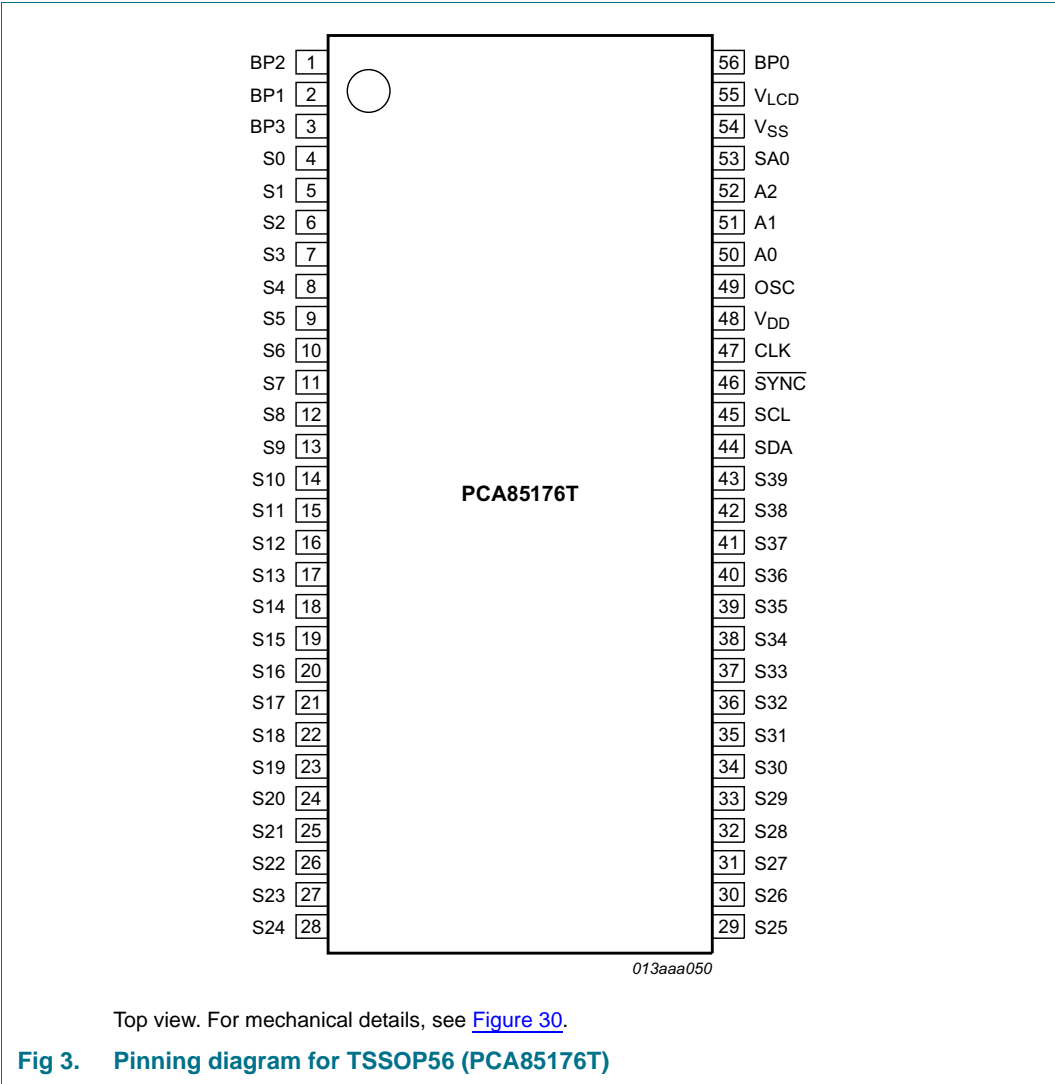 BP2 1 56 BP0
BP1 2 55 VLCD
BP3 3 54 VSS
S0 4 53 SA0
S1 5 52 A2
S2 6 51 A1
S3 7 50 A0
S4 8 49 OSC
S5 9 48 VDD
S6 10 47 CLK
S7 11 46 SYNC
S8 12 45 SCL
S9 13 44 SDA
S10 14 43 S39
PCA85176T
S11 15 42 S38
S12 16 41 S37
S13 17 40 S36
S14 18 39 S35
S15 19 38 S34
S16 20 37 S33
S17 21 36 S32
S18 22 35 S31
S19 23 34 S30
S20 24 33 S29
S21 25 32 S28
S22 26 31 S27
S23 27 30 S26
S24 28 29 S25
013aaa050
Top view. For mechanical details, see Figure 30.
Fig 3. Pinning diagram for TSSOP56 (PCA85176T)